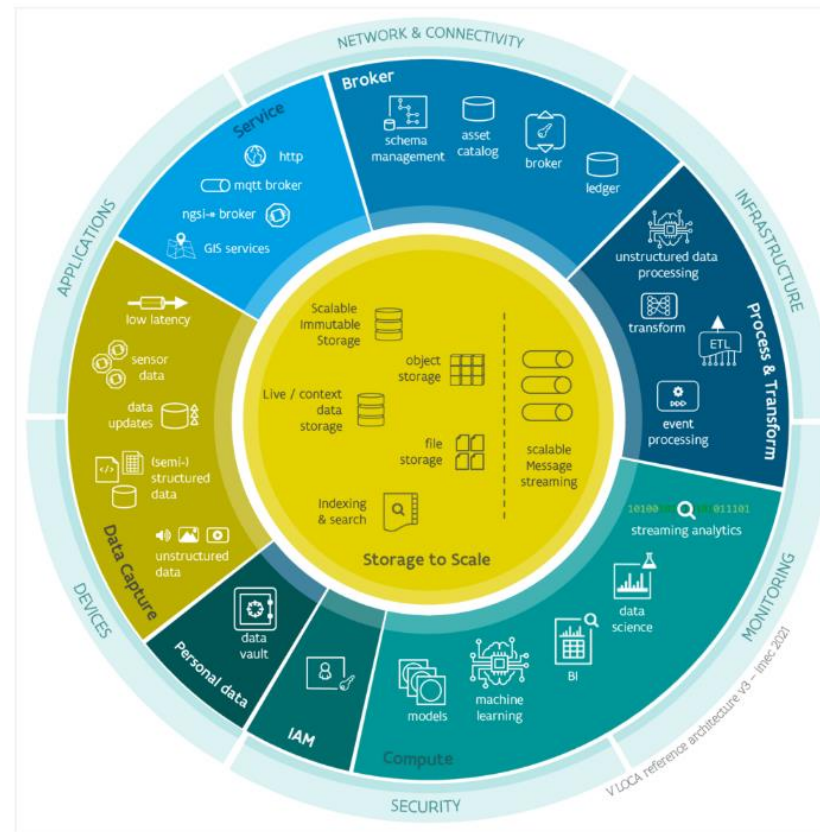 NETWORK & CONNECTIVITY
Broker
schema
management
asset
catalog
broker
ledger
Service
http
mqtt broker
ngsi-* broker
GIS services
APPLICATIONS
INFRASTRUCTURE
unstructured data
processing
transform
ETL
event
processing
Process & Transform
low latency
sensor
data
data
updates
(semi-)
structured
data
unstructured
data
Data Capture
Scalable
Immutable
Storage
object
storage
Live / context
data
storage
file
storage
scalable
Message
streaming
Indexing
& search
Storage to Scale
streaming analytics
data
science
BI
machine
learning
models
Compute
MONITORING
DEVICES
data
vault
Personal data
IAM
SECURITY
V LOCA reference architecture v3 – imec 2021